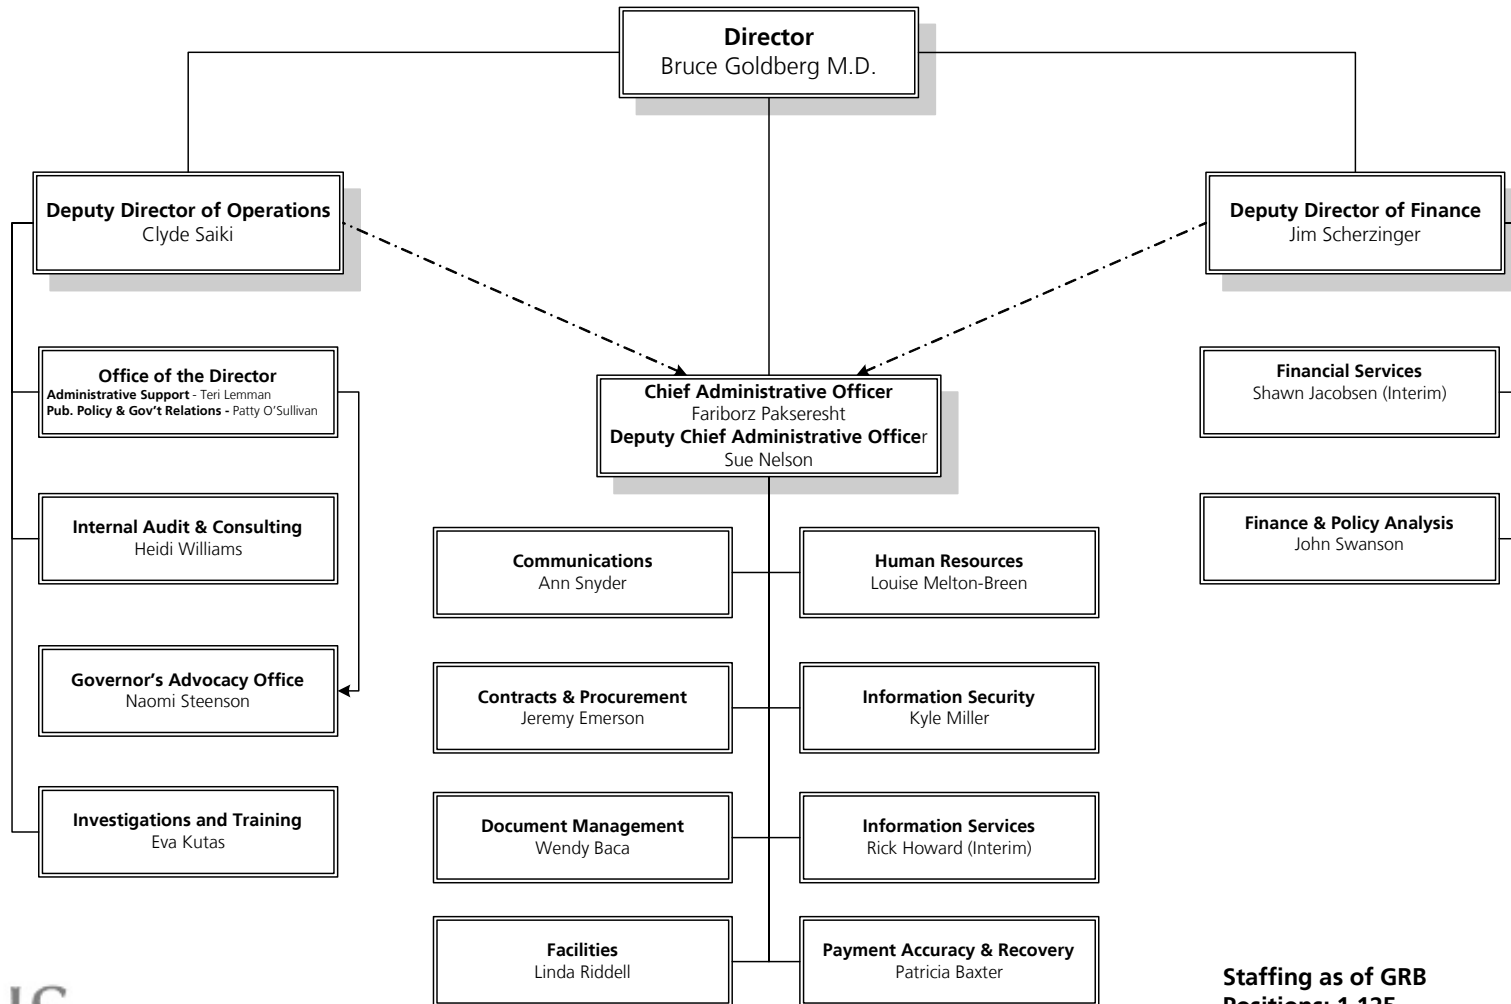 Director
Bruce Goldberg M.D.
Deputy Director of Operations
Clyde Saiki
Deputy Director of Finance
Jim Scherzinger
Office of the Director
Administrative Support - Teri Lemman
Pub. Policy & Gov't Relations - Patty O'Sullivan
Chief Administrative Officer
Fariborz Pakseresht
Deputy Chief Administrative Officer
Sue Nelson
Financial Services
Shawn Jacobsen (Interim)
Internal Audit & Consulting
Heidi Williams
Finance & Policy Analysis
John Swanson
Communications
Ann Snyder
Human Resources
Louise Melton-Breen
Governor's Advocacy Office
Naomi Steenson
Contracts & Procurement
Jeremy Emerson
Information Security
Kyle Miller
Investigations and Training
Eva Kutas
Document Management
Wendy Baca
Information Services
Rick Howard (Interim)
Facilities
Linda Riddell
Payment Accuracy & Recovery
Patricia Baxter
Staffing as of GRB
Positions: 1,125